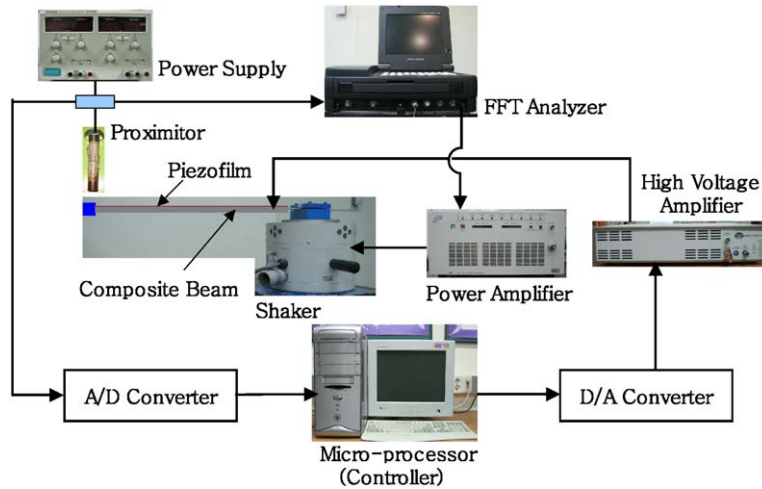 Power Supply
FFT Analyzer
Proximitor
Piezofilm
High Voltage
Amplifier
Composite Beam
Shaker
Power Amplifier
A/D Converter
D/A Converter
Micro-processor
(Controller)